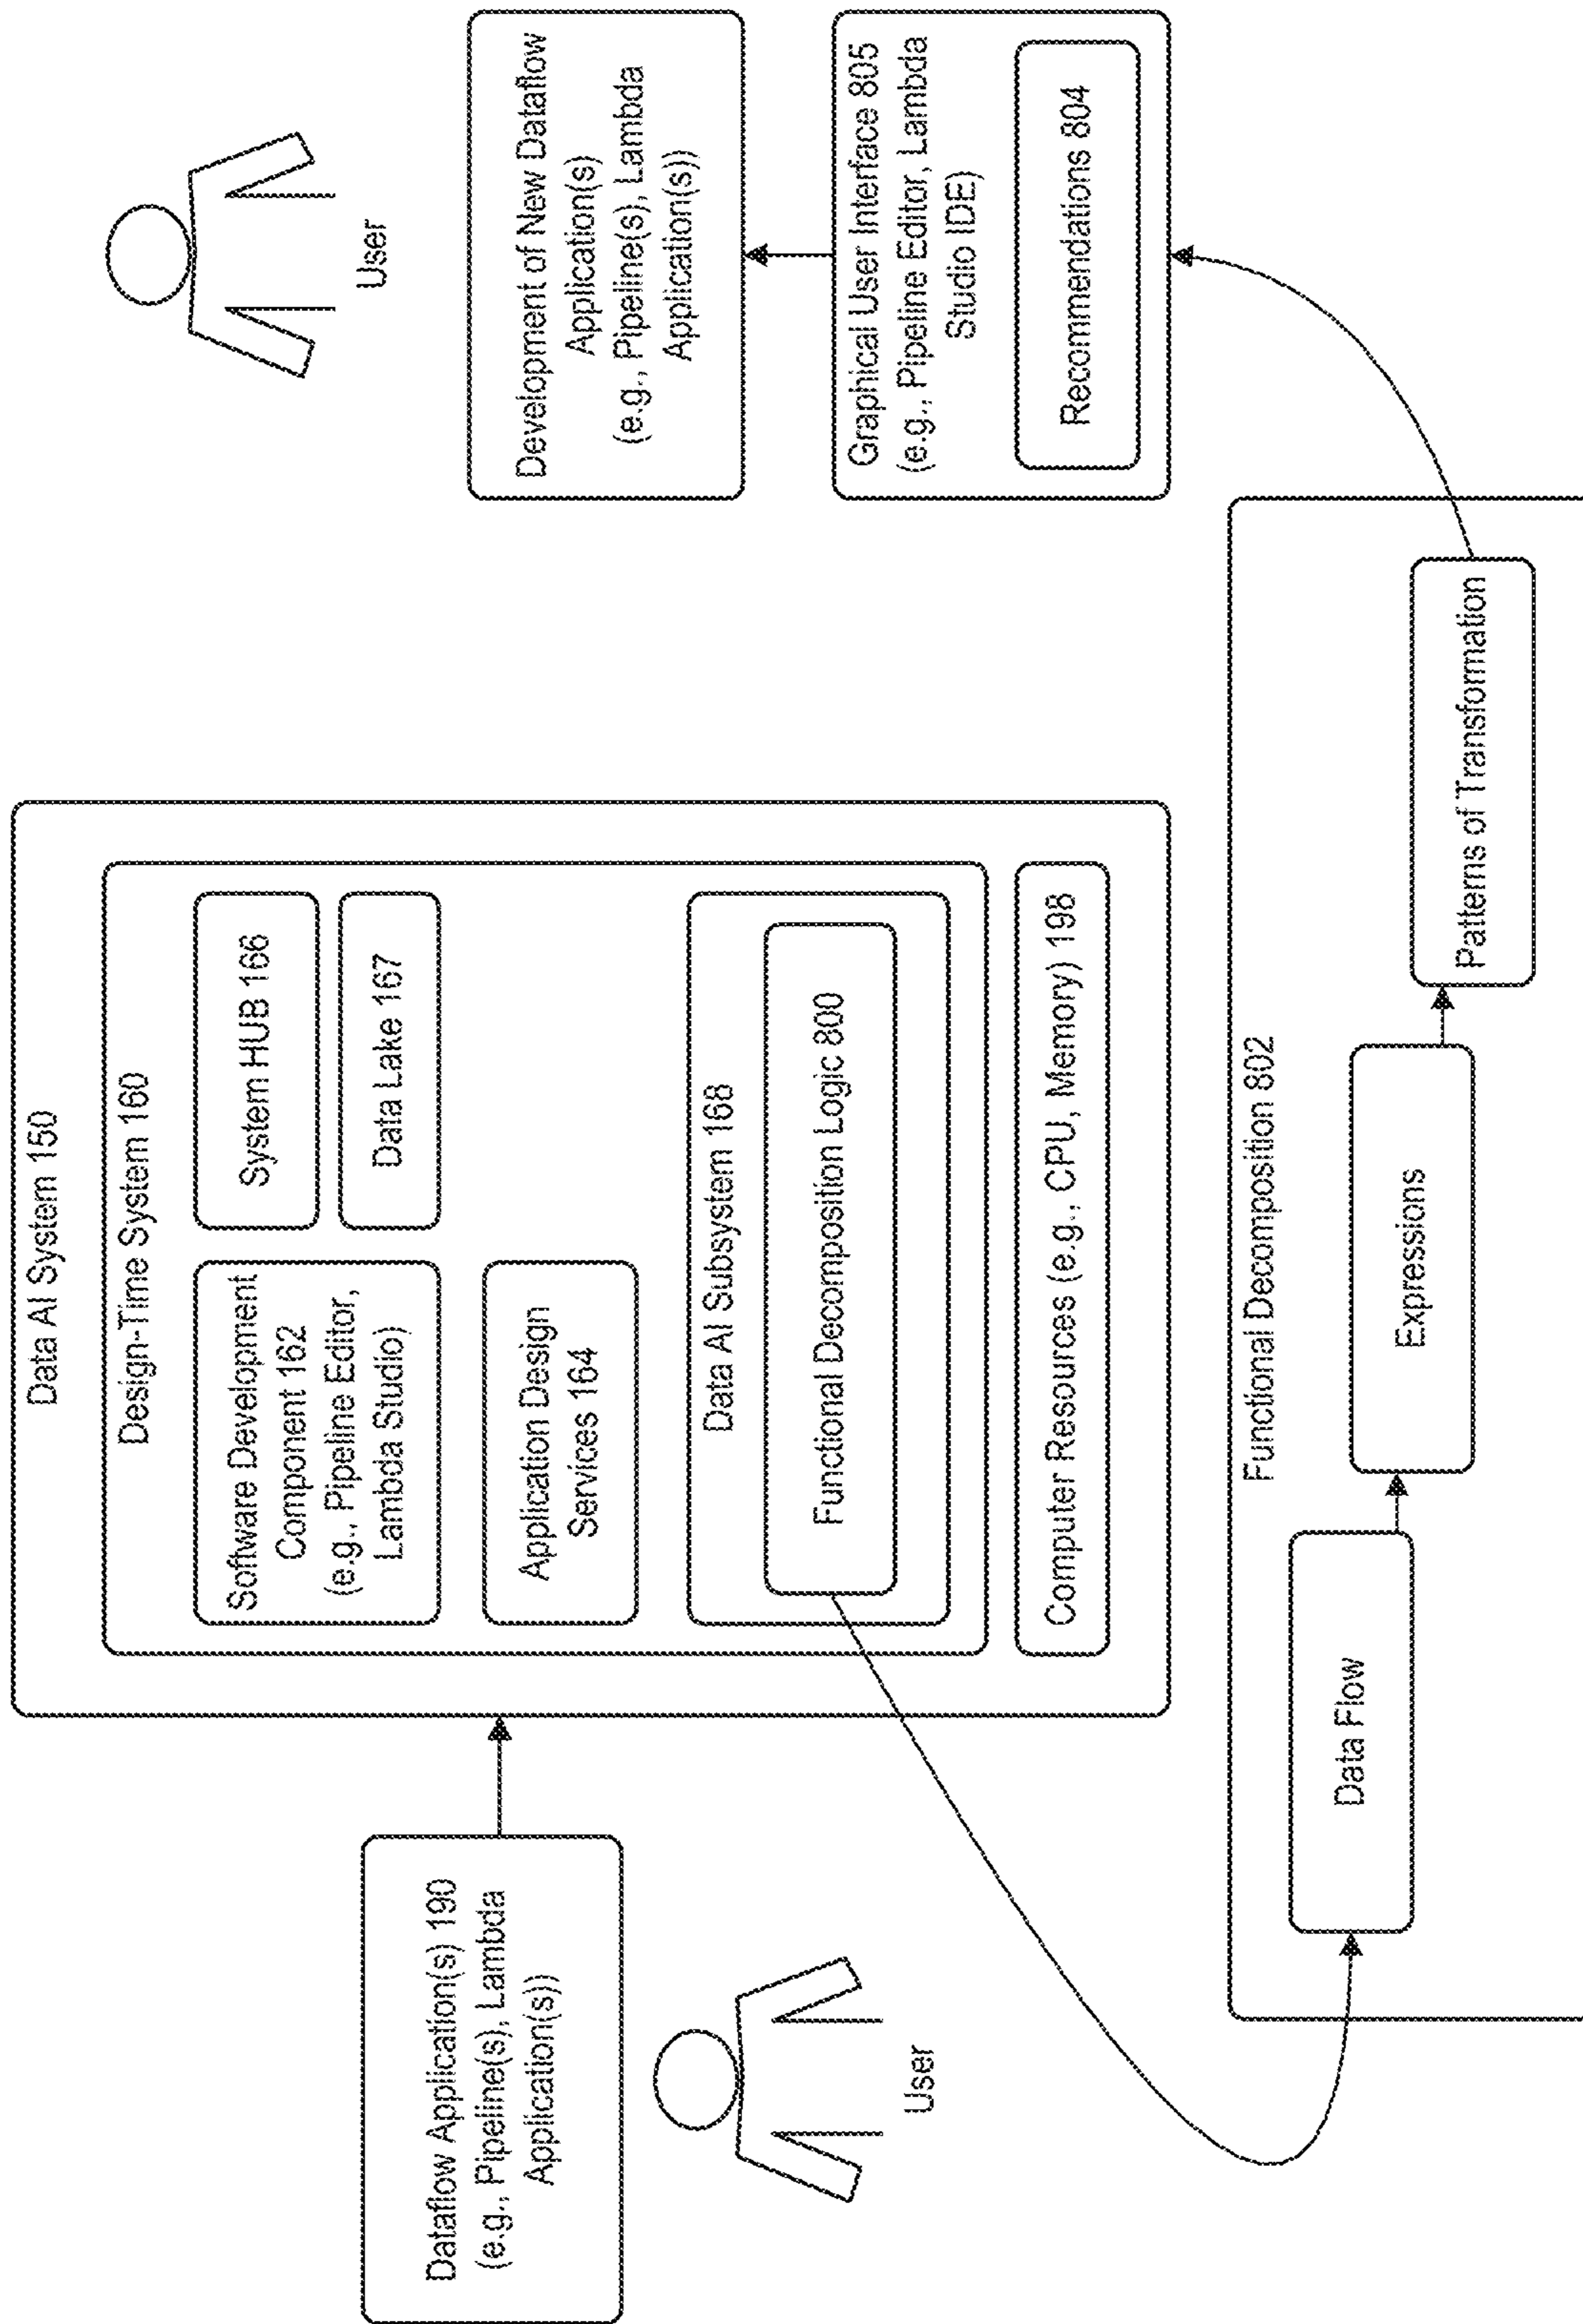 Dataflow Application(s) 190
(e.g., Pipeline(s), Lambda
Application(s))
User
Data AI System 150
Design-Time System 160
Software Development
Component 162
(e.g., Pipeline Editor,
Lambda Studio)
System HUB 166
Data Lake 167
Application Design
Services 164
Data AI Subsystem 168
Functional Decomposition Logic 800
Computer Resources (e.g., CPU, Memory) 198
Functional Decomposition 802
Data Flow
Expressions
Patterns of Transformation
User
Development of New Dataflow
Application(s)
(e.g., Pipeline(s), Lambda
Application(s))
Graphical User Interface 805
(e.g., Pipeline Editor, Lambda
Studio IDE)
Recommendations 804